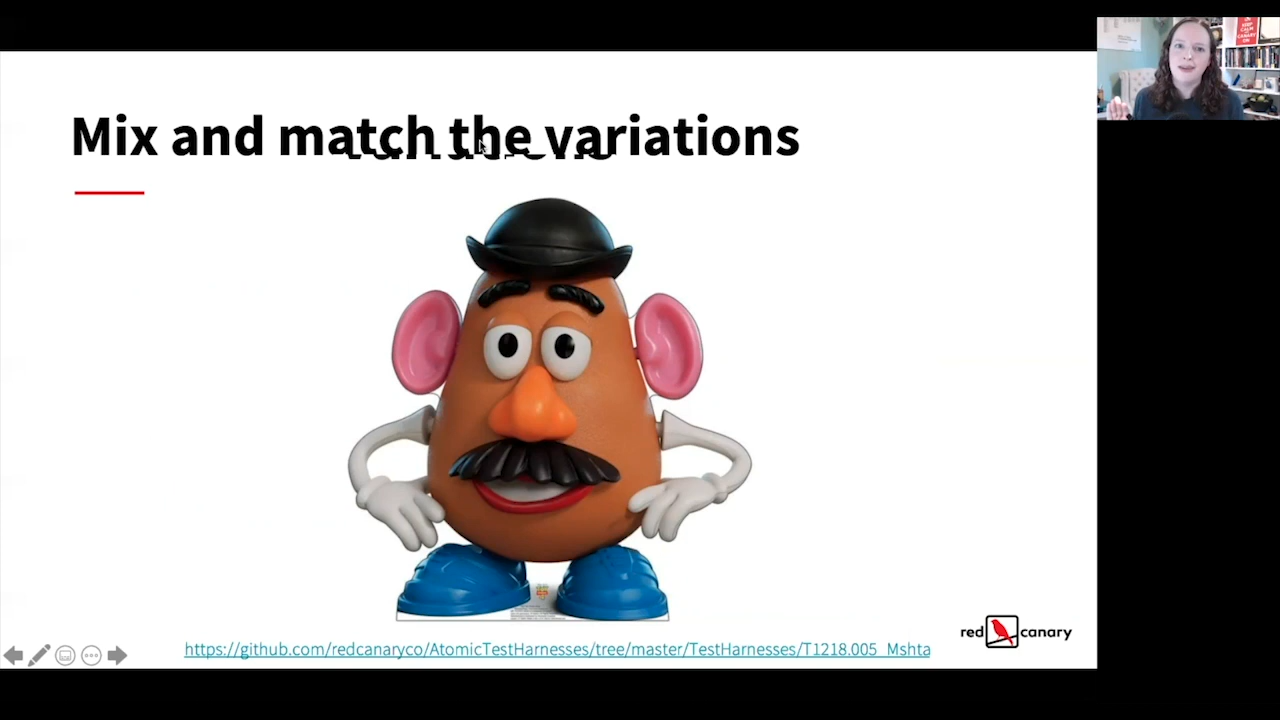 Mix and match the variations
https://github.com/redcanaryco/AtomicTestHarnesses/tree/master/TestHarnesses/T1218.005_Mshta
red canary